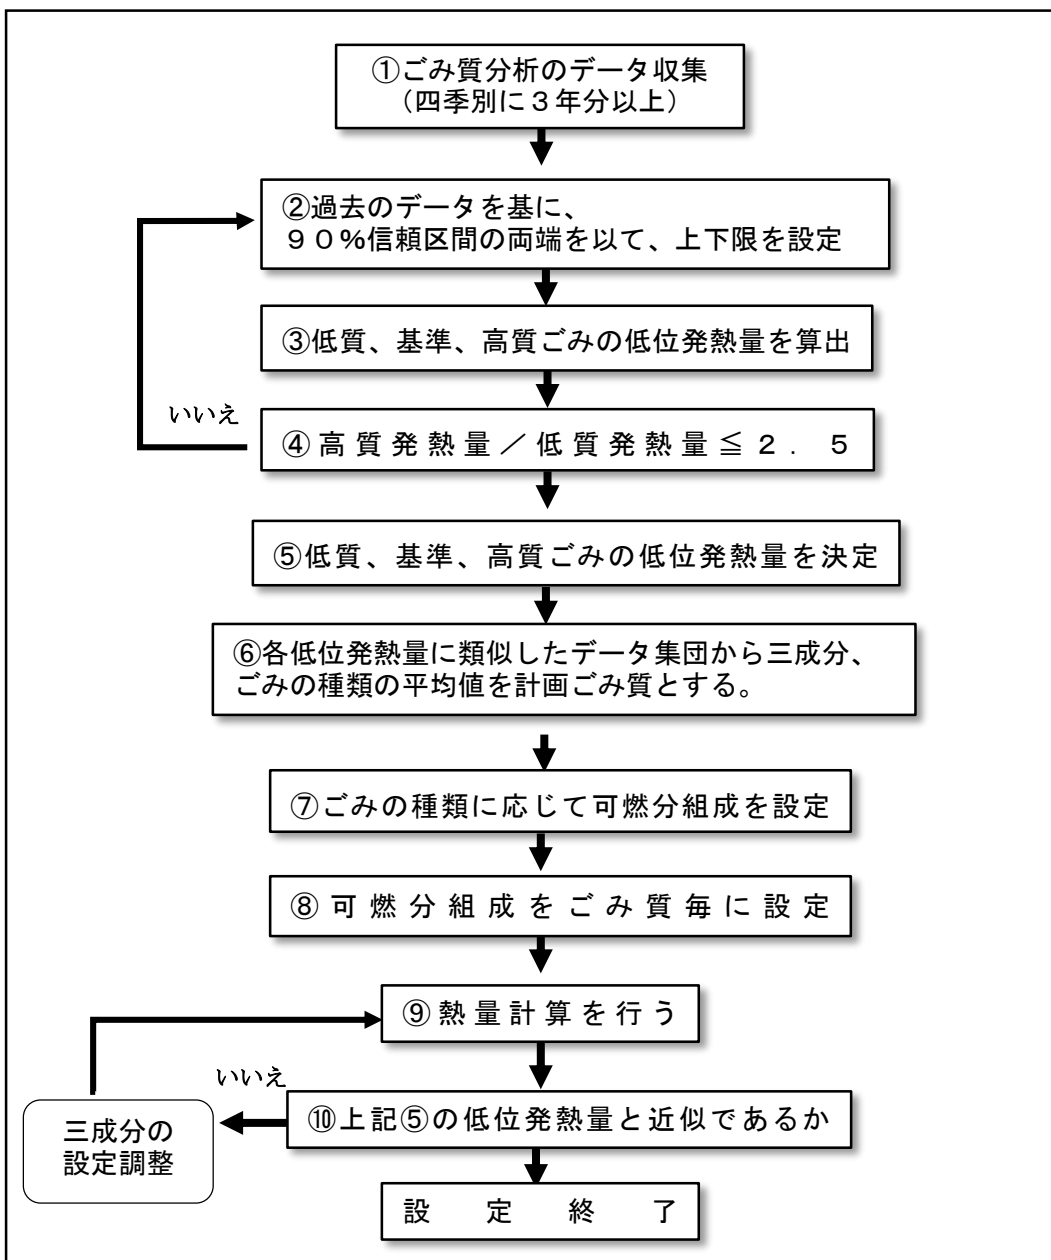 ①ごみ質分析のデータ収集
（四季別に３年分以上）
②過去のデータを基に、
９０％信頼区間の両端を以て、上下限を設定
③低質、基準、高質ごみの低位発熱量を算出
いいえ
④高質発熱量／低質発熱量≦２．５
⑤低質、基準、高質ごみの低位発熱量を決定
⑥各低位発熱量に類似したデータ集団から三成分、
ごみの種類の平均値を計画ごみ質とする。
⑦ごみの種類に応じて可燃分組成を設定
⑧可燃分組成をごみ質毎に設定
⑨熱量計算を行う
いいえ
⑩上記⑤の低位発熱量と近似であるか
三成分の
設定調整
設定終了